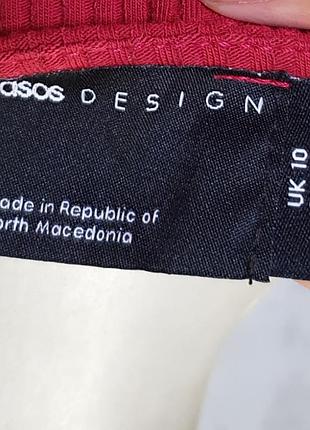 asos DESIGN
ade in Republic of
orth Macedonia
UK 10